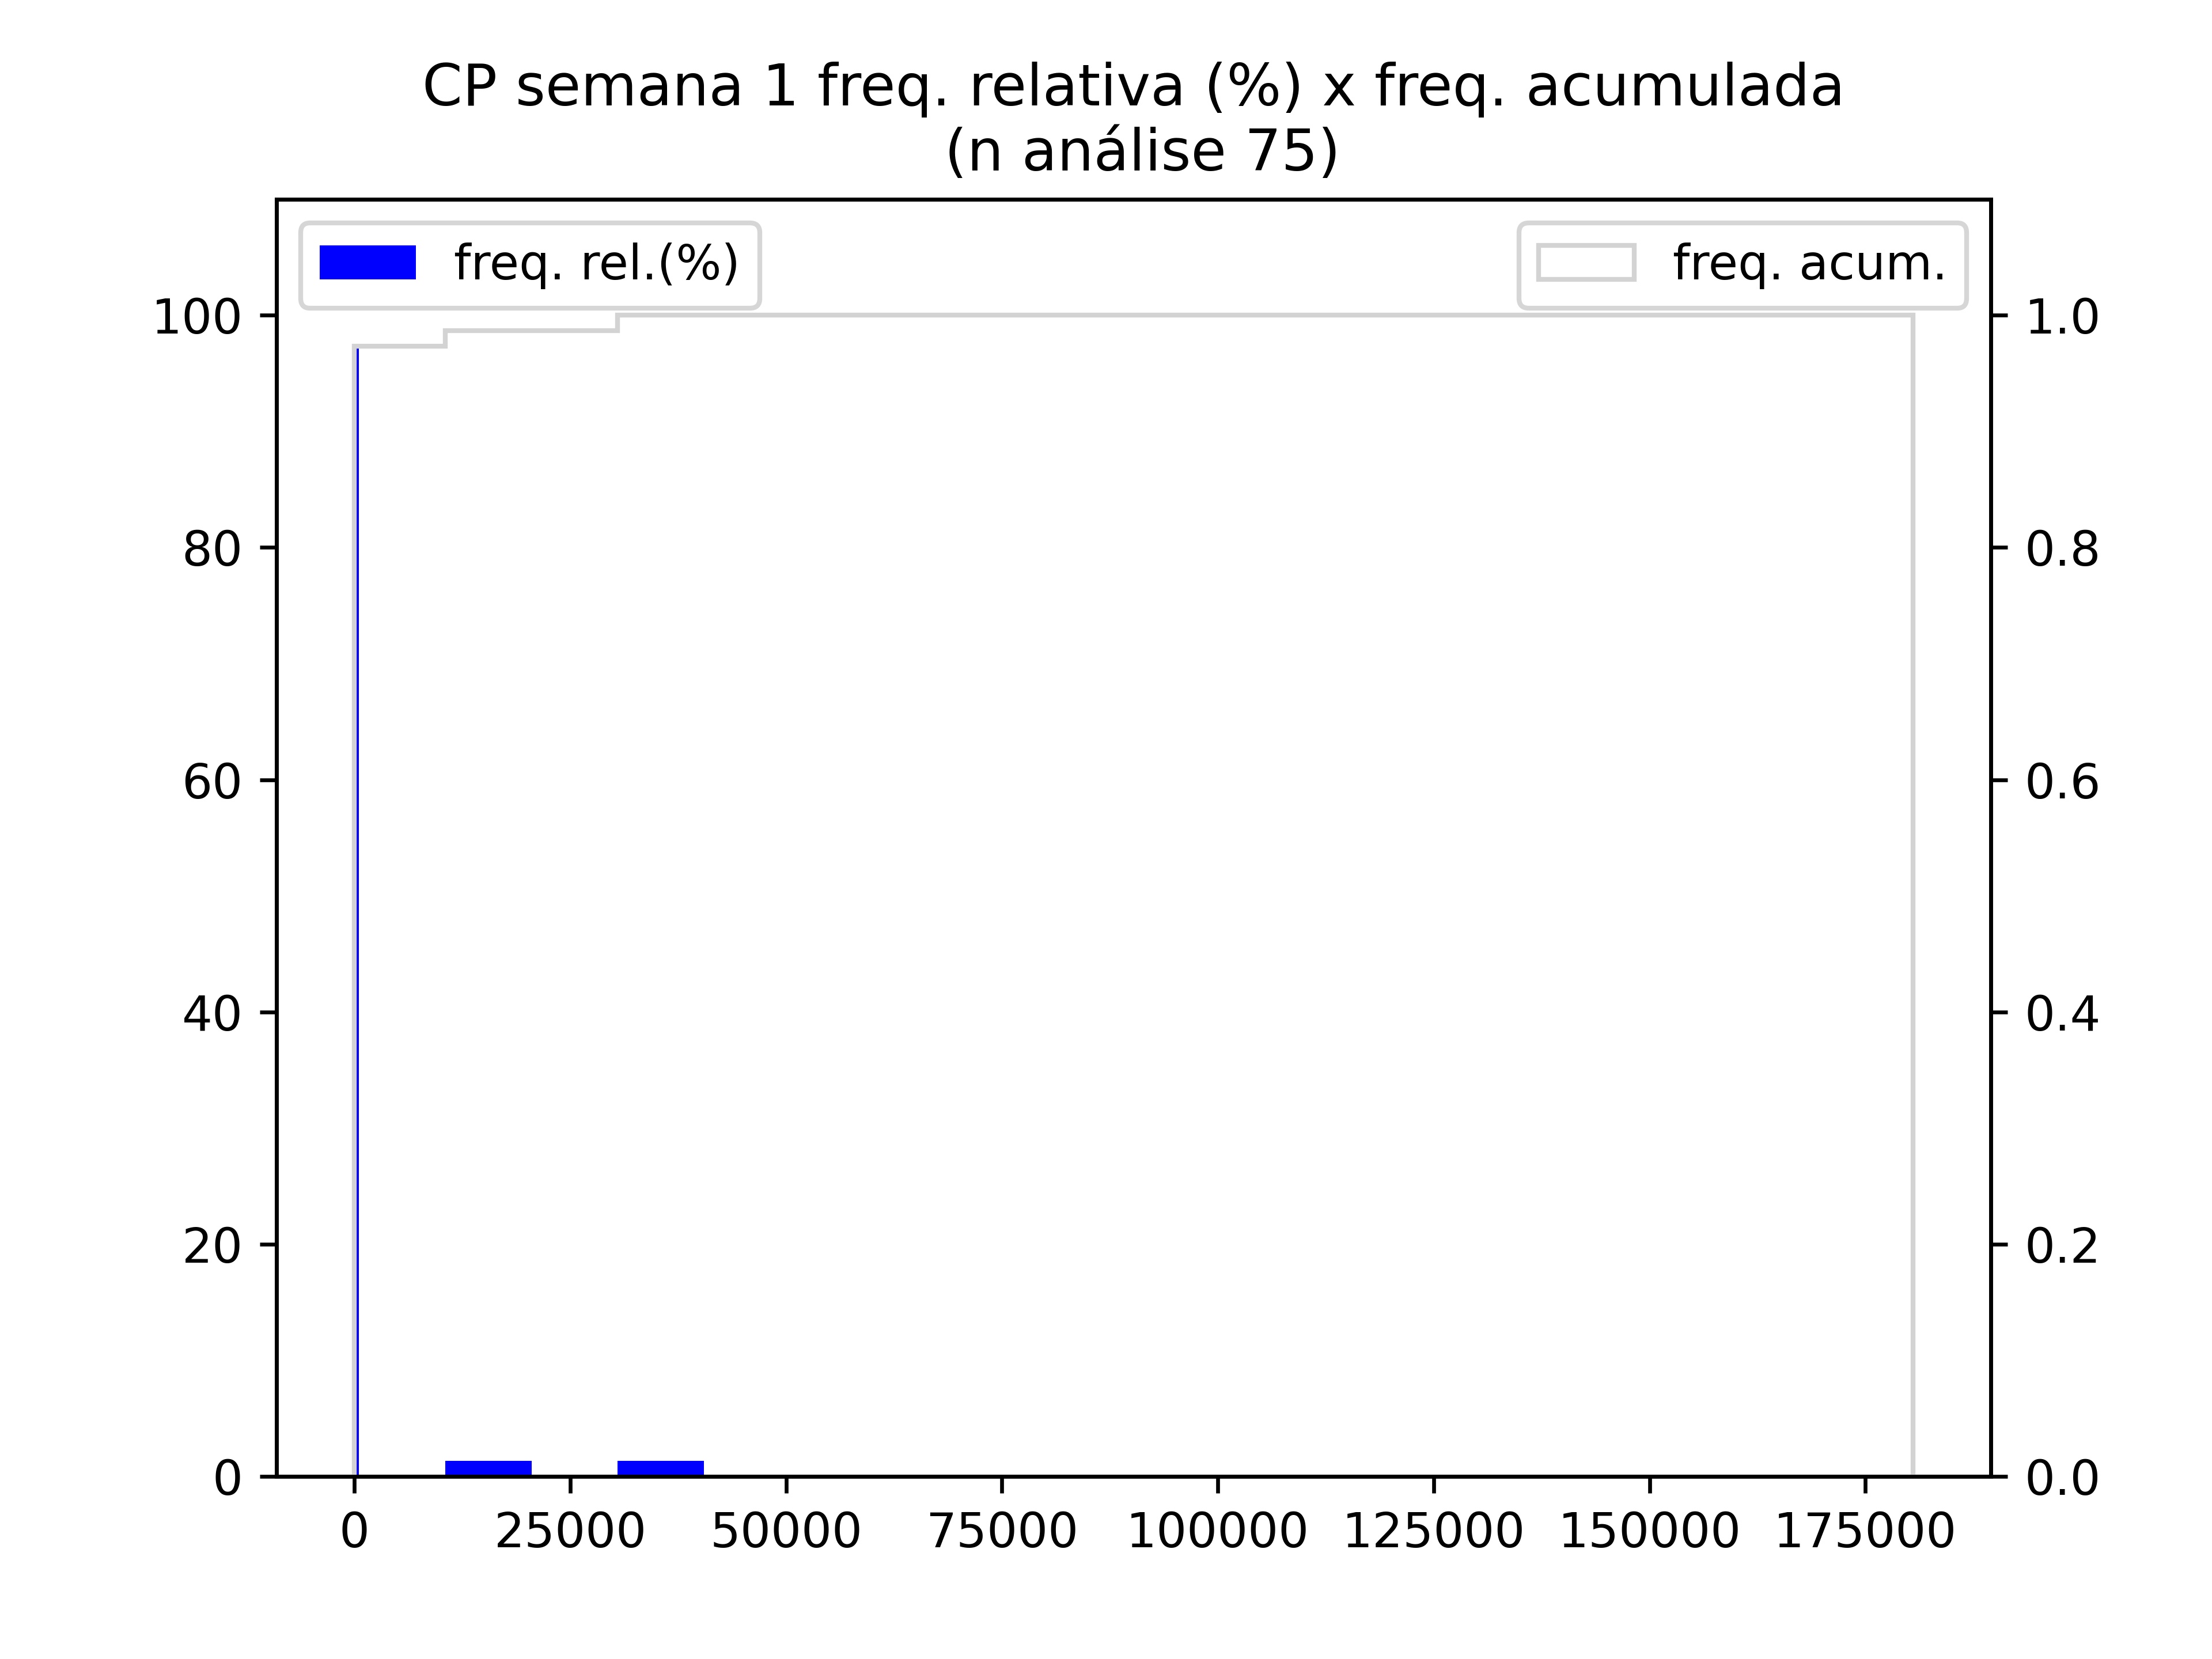 CP semana 1 freq. relativa (%) x freq. acumulada
(n análise 75)
freq. rel.(%)
freq. acum.
100
80
60
40
20
0
1.0
0.8
0.6
0.4
0.2
0.0
0 25000 50000 75000 100000 125000 150000 175000